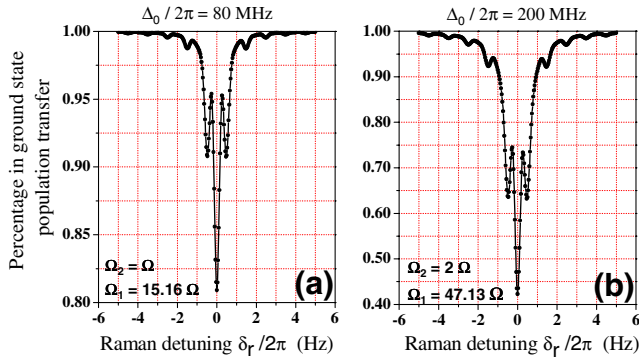 Δ₀ / 2π = 80 MHz
Δ₀ / 2π = 200 MHz
Percentage in ground state
population transfer
1.00
0.95
0.90
0.85
0.80
1.00
0.90
0.80
0.70
0.60
0.50
0.40
Ω₂ = Ω
Ω₁ = 15.16 Ω
(a)
Ω₂ = 2 Ω
Ω₁ = 47.13 Ω
(b)
-6 -4 -2 0 2 4 6
-6 -4 -2 0 2 4 6
Raman detuning δᵣ /2π (Hz)
Raman detuning δᵣ /2π (Hz)